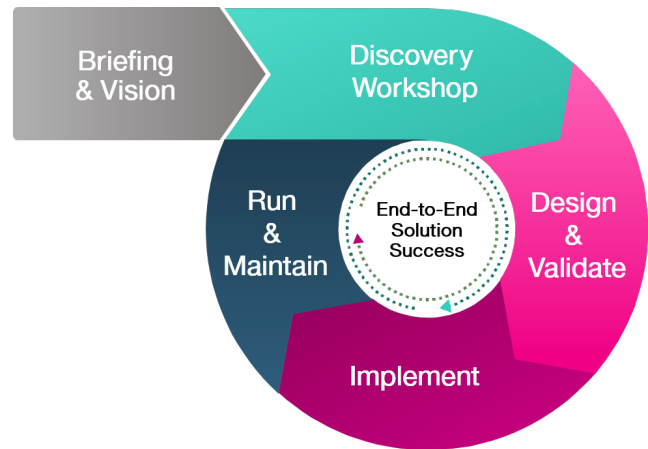 Briefing
& Vision
Discovery
Workshop
Design
&
Validate
Implement
Run
&
Maintain
End-to-End
Solution
Success